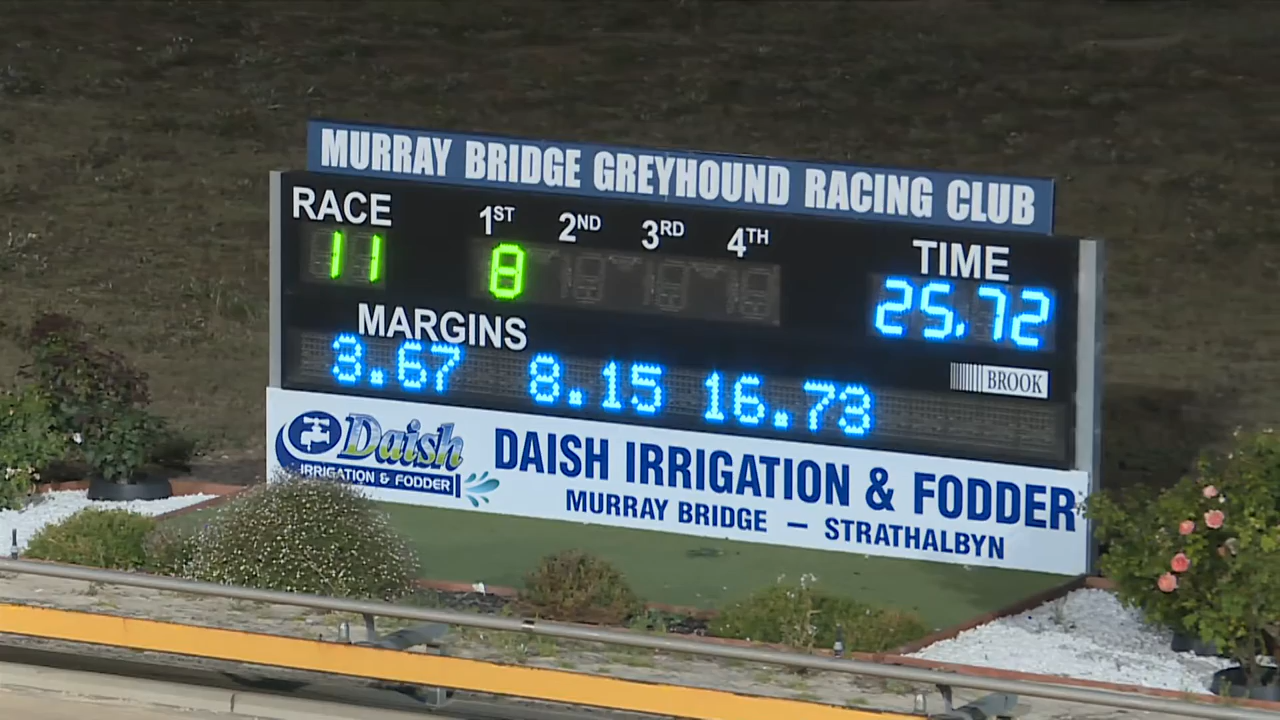 MURRAY BRIDGE GREYHOUND RACING CLUB
RACE 1ST 2ND 3RD 4TH TIME
11 8 25.72
MARGINS
3.67 8.15 16.73
BROOK
Daish
IRRIGATION & FODDER
DAISH IRRIGATION & FODDER
MURRAY BRIDGE — STRATHALBYN